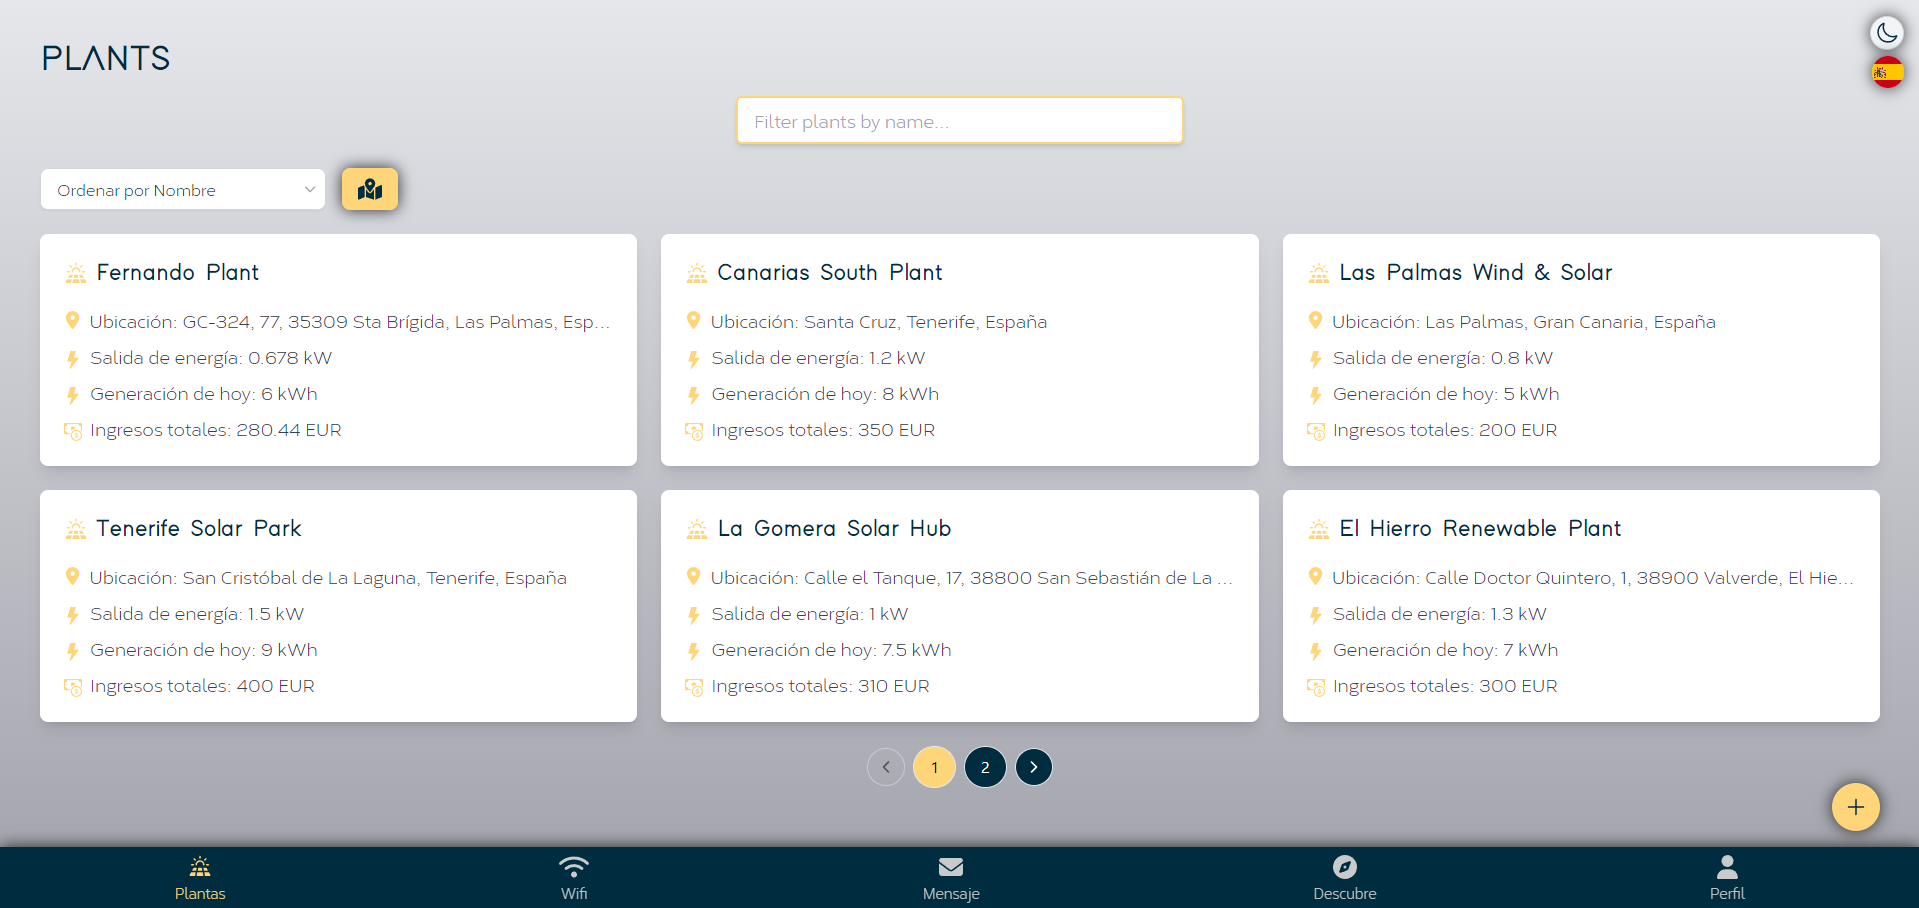 PLANTS
Filter plants by name...
Ordenar por Nombre
Fernando Plant
Ubicación: GC-324, 77, 35309 Sta Brígida, Las Palmas, Esp...
Salida de energía: 0.678 kW
Generación de hoy: 6 kWh
Ingresos totales: 280.44 EUR
Canarias South Plant
Ubicación: Santa Cruz, Tenerife, España
Salida de energía: 1.2 kW
Generación de hoy: 8 kWh
Ingresos totales: 350 EUR
Las Palmas Wind & Solar
Ubicación: Las Palmas, Gran Canaria, España
Salida de energía: 0.8 kW
Generación de hoy: 5 kWh
Ingresos totales: 200 EUR
Tenerife Solar Park
Ubicación: San Cristóbal de La Laguna, Tenerife, España
Salida de energía: 1.5 kW
Generación de hoy: 9 kWh
Ingresos totales: 400 EUR
La Gomera Solar Hub
Ubicación: Calle el Tanque, 17, 38800 San Sebastián de La ...
Salida de energía: 1 kW
Generación de hoy: 7.5 kWh
Ingresos totales: 310 EUR
El Hierro Renewable Plant
Ubicación: Calle Doctor Quintero, 1, 38900 Valverde, El Hie...
Salida de energía: 1.3 kW
Generación de hoy: 7 kWh
Ingresos totales: 300 EUR
1 2
Plantas
Wifi
Mensaje
Descubre
Perfil